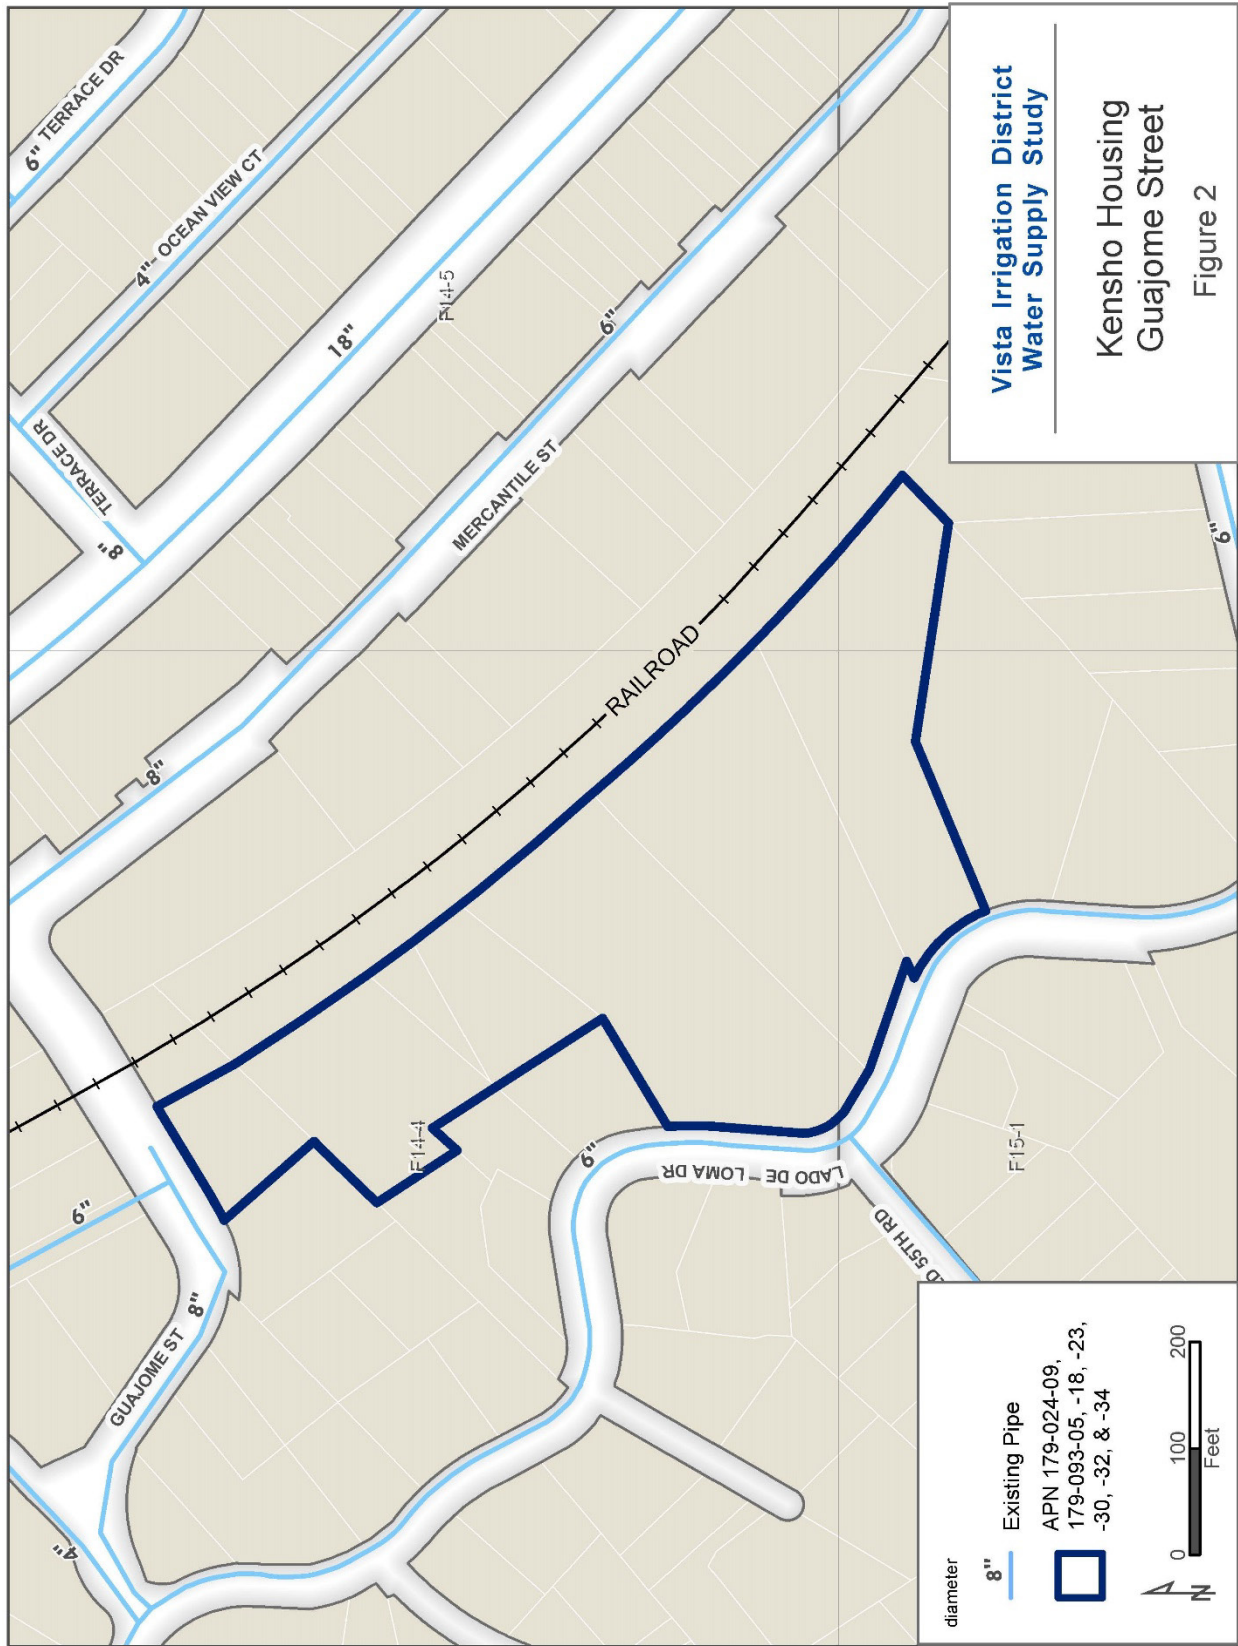 4"
GUAJOME ST
8"
6"
6"
LADO DE
LOMA DR
55TH RD
F14-4
F15-1
RAILROAD
8"
MERCANTILE ST
6"
8"
TERRACE DR
18"
F14-5
4"
OCEAN VIEW CT
6"
TERRACE DR
6"
diameter
8"
Existing Pipe
APN 179-024-09,
179-093-05, -18, -23,
-30, -32, & -34
N
0 100 200
Feet
Vista Irrigation District
Water Supply Study
Kensho Housing
Guajome Street
Figure 2